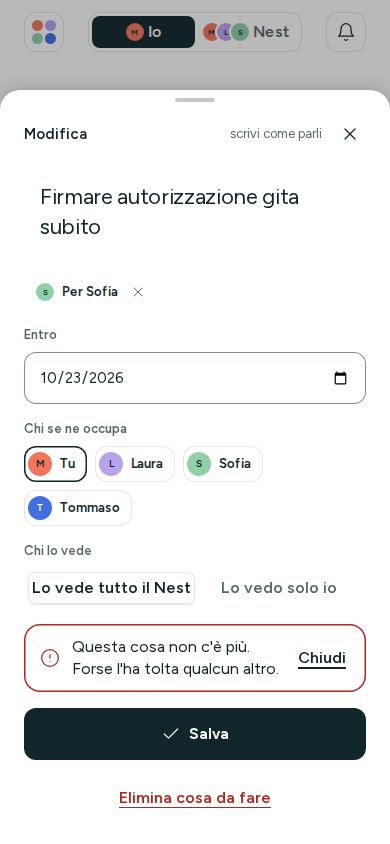 M Io
M L S Nest
Modifica
scrivi come parli
Firmare autorizzazione gita
subito
S Per Sofia
Entro
10/23/2026
Chi se ne occupa
M Tu
L Laura
S Sofia
T Tommaso
Chi lo vede
Lo vede tutto il Nest
Lo vedo solo io
Questa cosa non c'è più.
Forse l'ha tolta qualcun altro.
Chiudi
Salva
Elimina cosa da fare